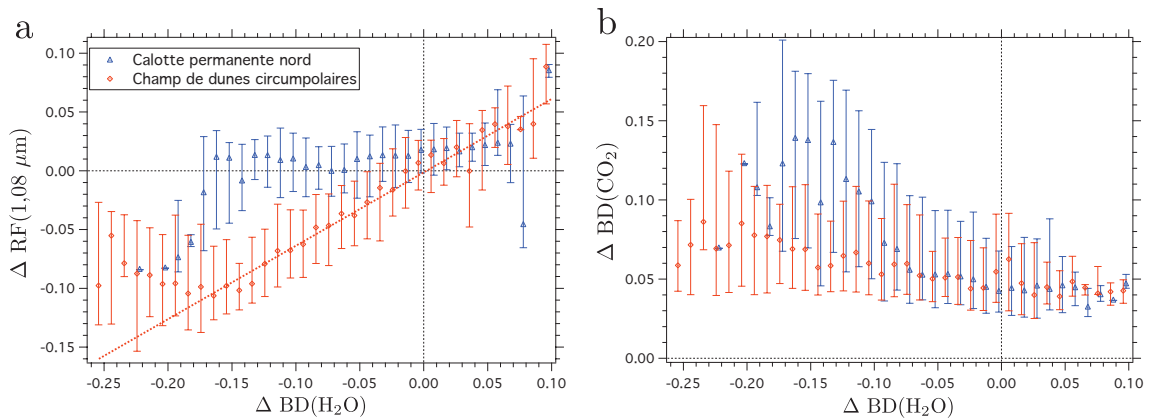 a
0.10
0.05
0.00
-0.05
-0.10
-0.15
Δ RF(1,08 μm)
Calotte permanente nord
Champ de dunes circumpolaires
-0.25 -0.20 -0.15 -0.10 -0.05 0.00 0.05 0.10
Δ BD(H₂O)
b
0.20
0.15
0.10
0.05
0.00
Δ BD(CO₂)
-0.25 -0.20 -0.15 -0.10 -0.05 0.00 0.05 0.10
Δ BD(H₂O)